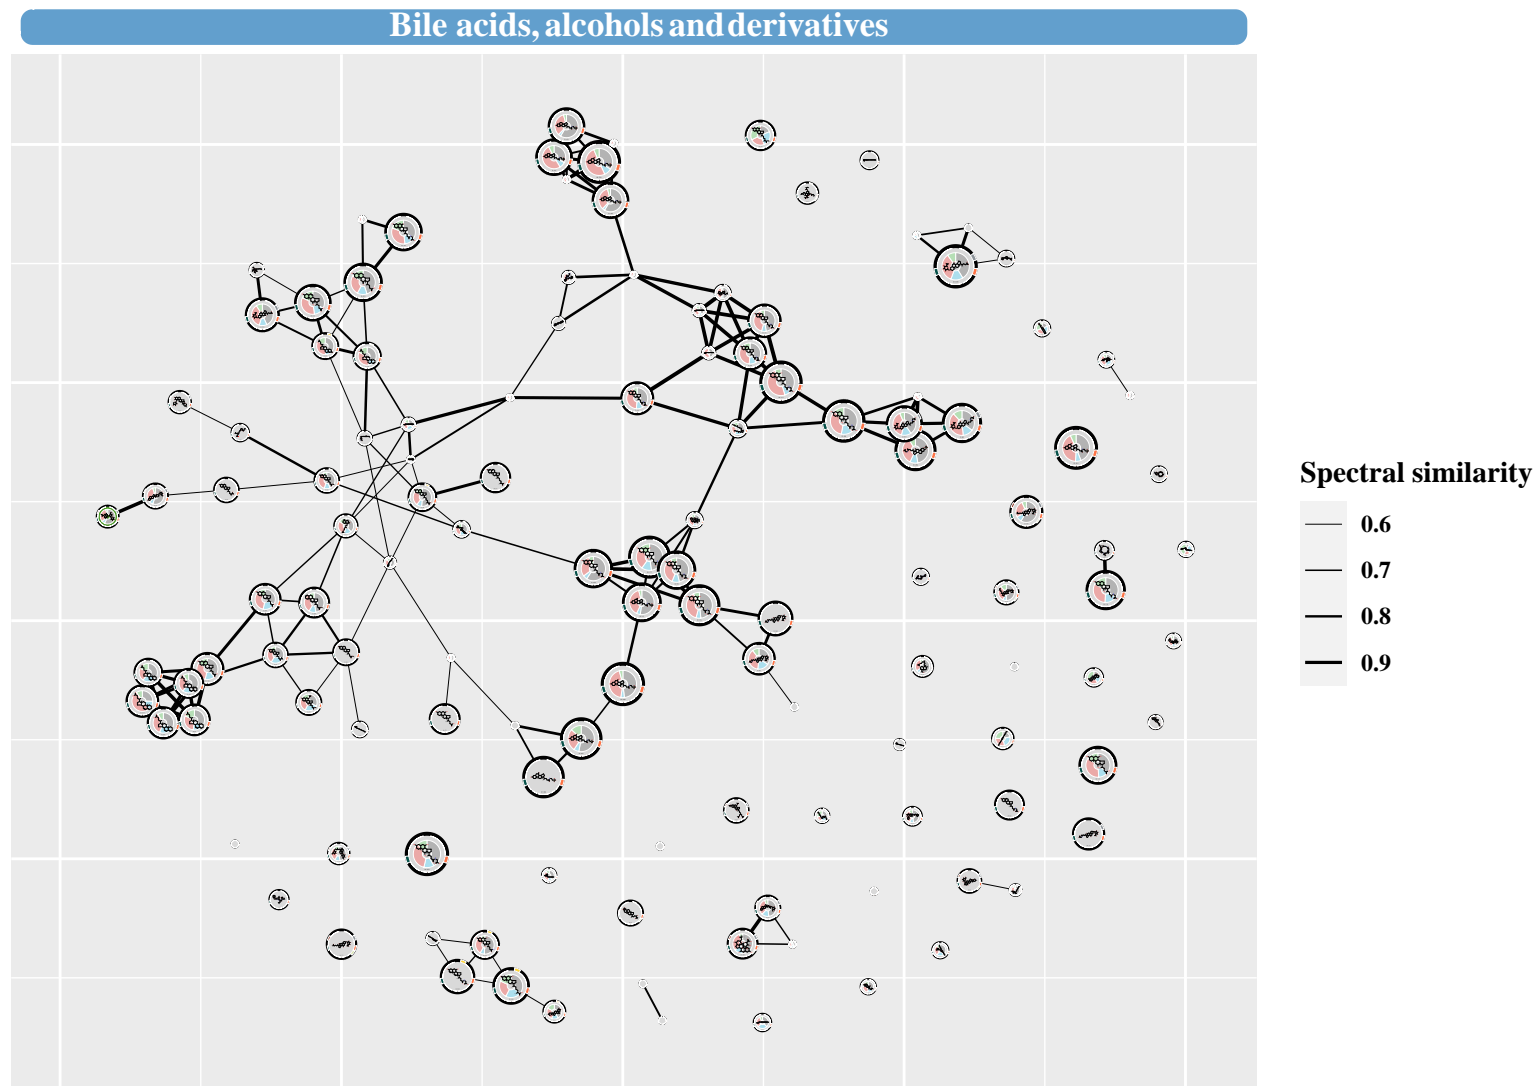 Bile acids, alcohols and derivatives
Spectral similarity
0.6
0.7
0.8
0.9